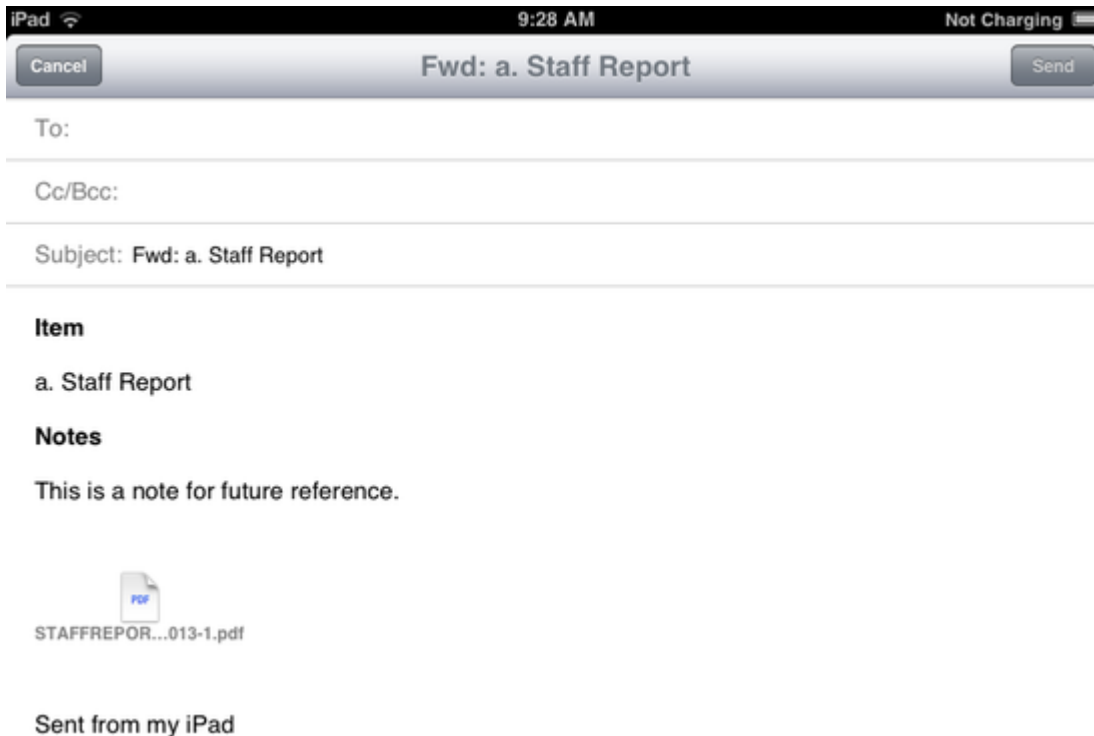 iPad 9:28 AM Not Charging
Cancel Fwd: a. Staff Report Send
To:
Cc/Bcc:
Subject: Fwd: a. Staff Report
Item
a. Staff Report
Notes
This is a note for future reference.
PDF
STAFFREPOR...013-1.pdf
Sent from my iPad